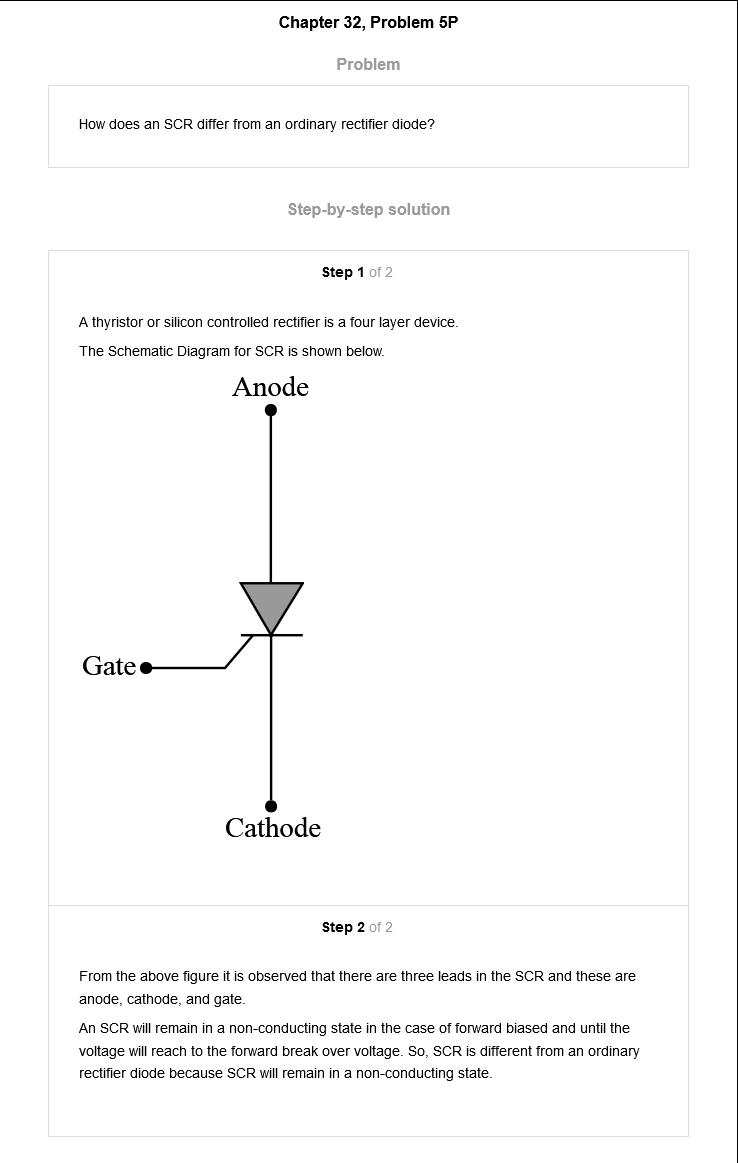 Chapter 32, Problem 5P
Problem
How does an SCR differ from an ordinary rectifier diode?
Step-by-step solution
Step 1 of 2
A thyristor or silicon controlled rectifier is a four layer device.
The Schematic Diagram for SCR is shown below.
Anode
Gate
Cathode
Step 2 of 2
From the above figure it is observed that there are three leads in the SCR and these are
anode, cathode, and gate.
An SCR will remain in a non-conducting state in the case of forward biased and until the
voltage will reach to the forward break over voltage. So, SCR is different from an ordinary
rectifier diode because SCR will remain in a non-conducting state.